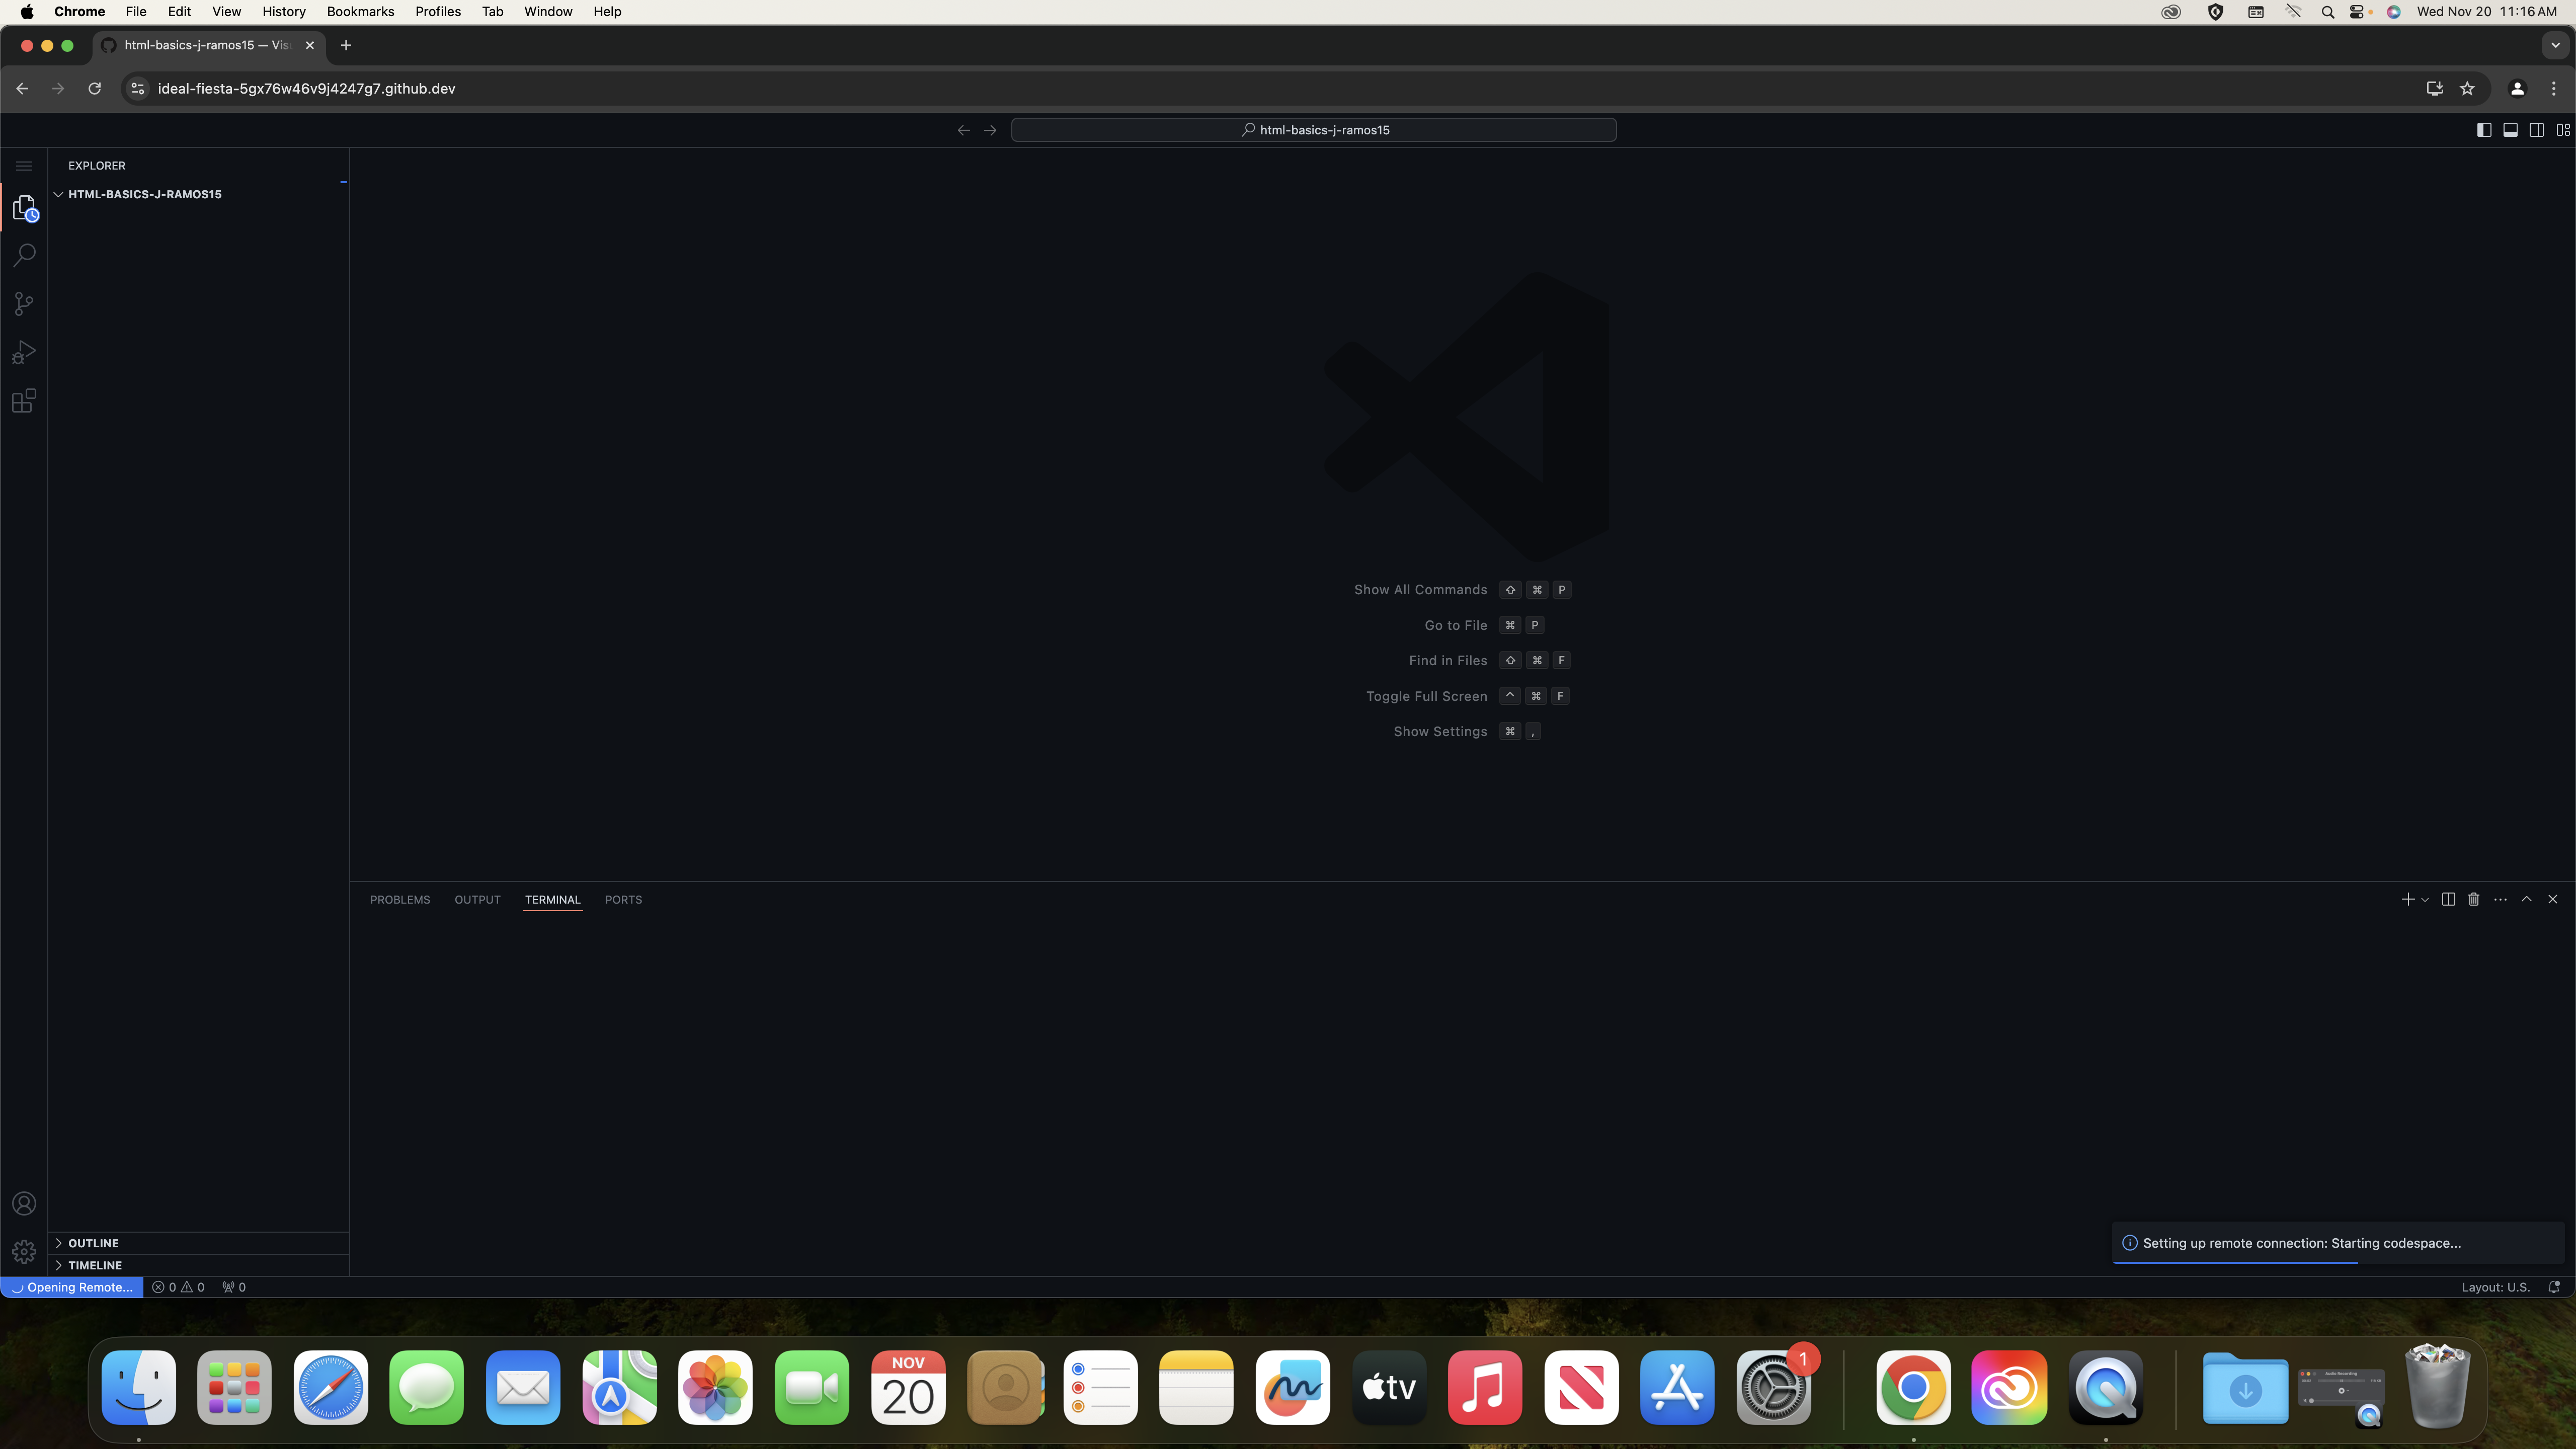 Chrome File Edit View History Bookmarks Profiles Tab Window Help Wed Nov 20 11:16 AM
html-basics-j-ramos15 — Vis
ideal-fiesta-5gx76w46v9j4247g7.github.dev
html-basics-j-ramos15
EXPLORER
HTML-BASICS-J-RAMOS15
Show All Commands ⇧ ⌘ P
Go to File ⌘ P
Find in Files ⇧ ⌘ F
Toggle Full Screen ^ ⌘ F
Show Settings ⌘ ,
PROBLEMS OUTPUT TERMINAL PORTS
OUTLINE
TIMELINE
Setting up remote connection: Starting codespace...
Opening Remote... 0 0 0 Layout: U.S.
NOV
20
tv
1